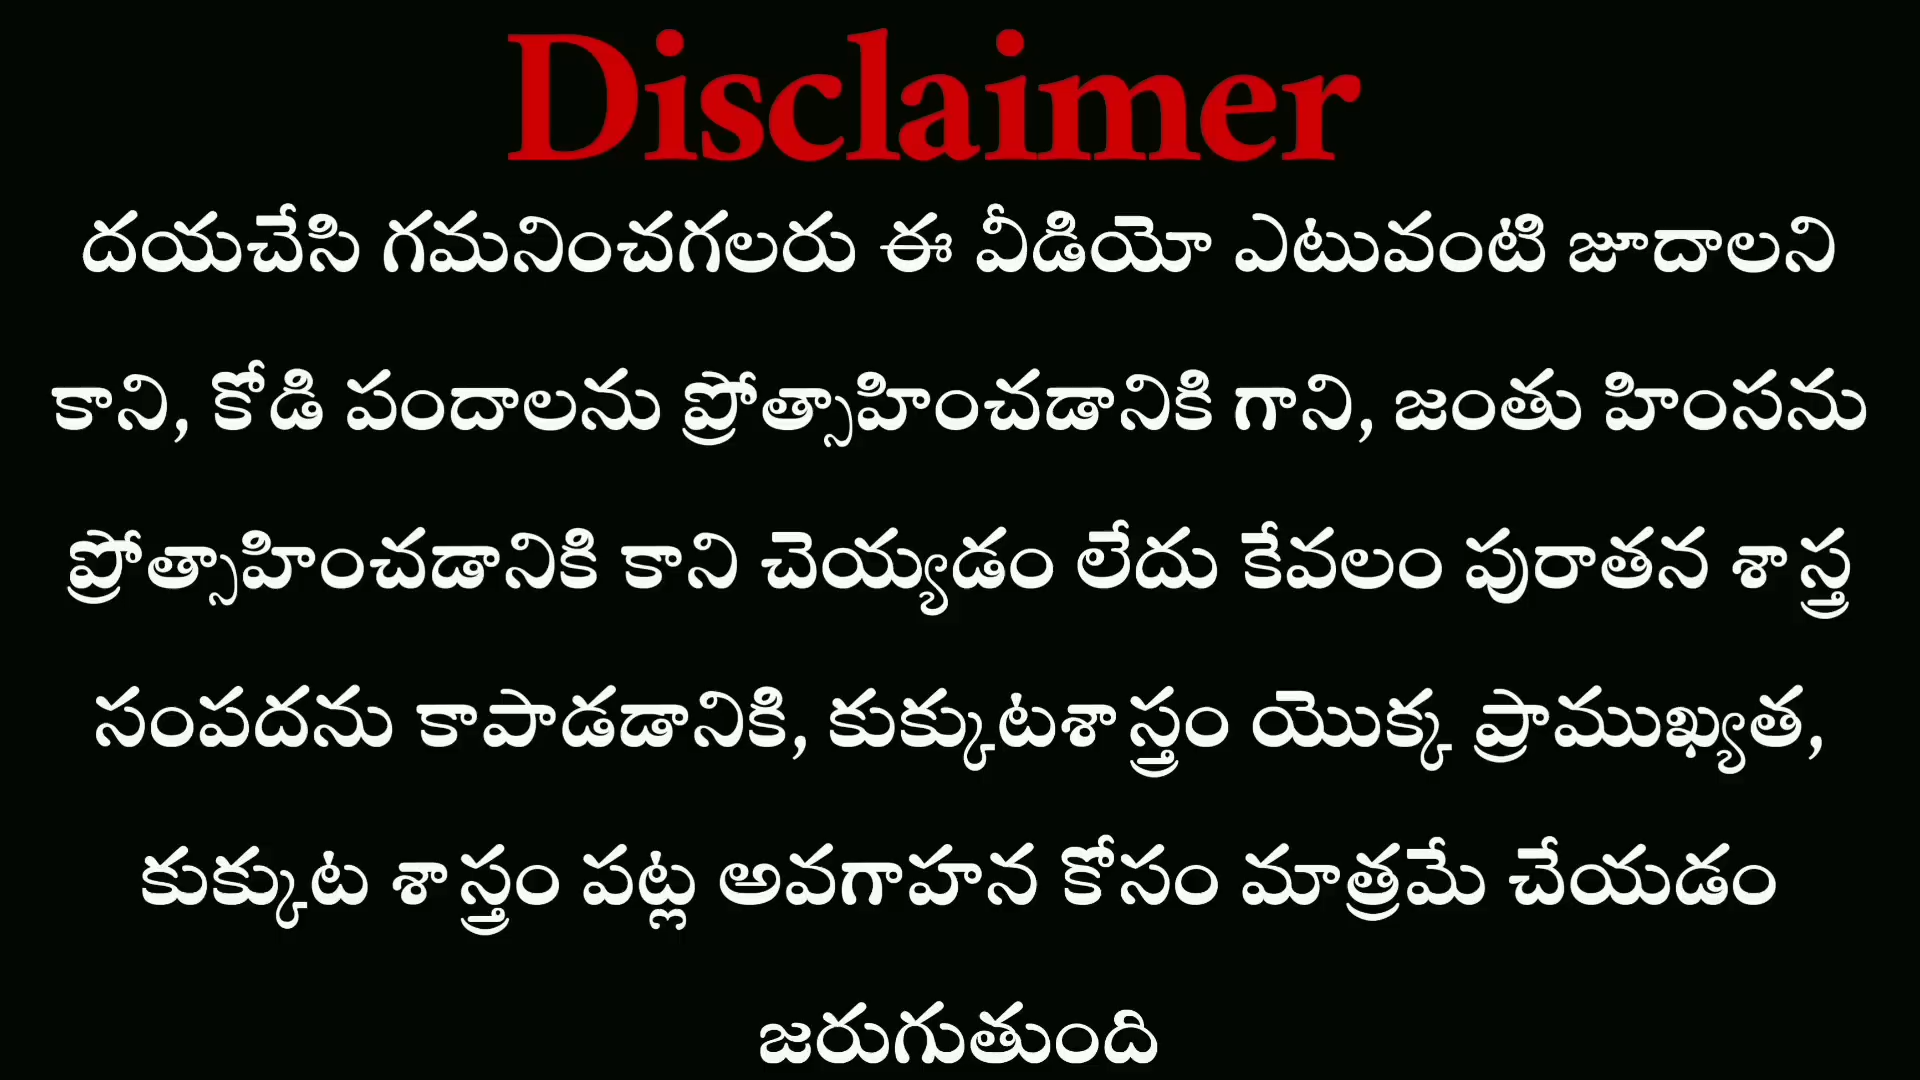 Disclaimer
దయచేసి గమనించగలరు ఈ వీడియో ఎటువంటి జూదాలని
కాని, కోడి పందాలను ప్రోత్సాహించడానికి గాని, జంతు హింసను
ప్రోత్సాహించడానికి కాని చెయ్యడం లేదు కేవలం పురాతన శాస్త్ర
సంపదను కాపాడడానికి, కుక్కుటశాస్త్రం యొక్క ప్రాముఖ్యత,
కుక్కుట శాస్త్రం పట్ల అవగాహన కోసం మాత్రమే చేయడం
జరుగుతుంది